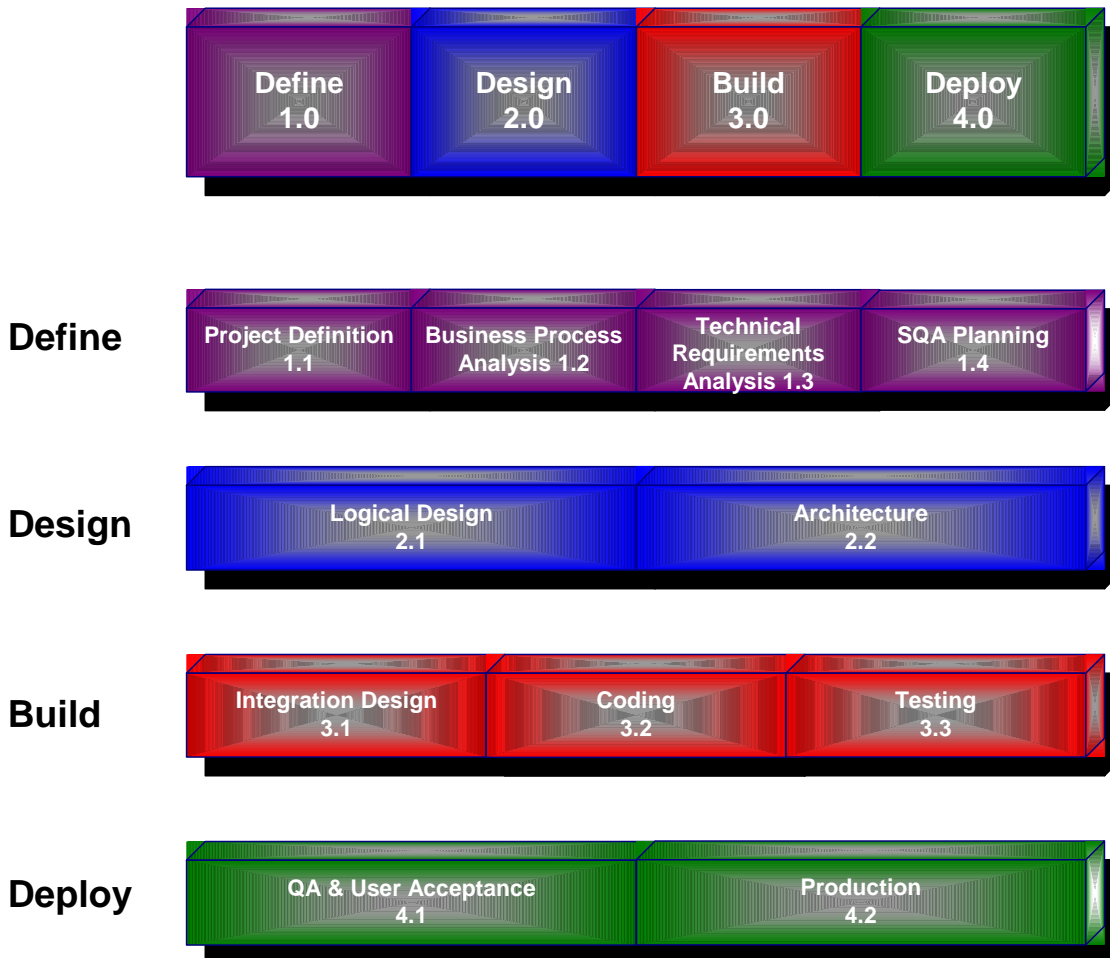 Define
1.0
Design
2.0
Build
3.0
Deploy
4.0
Define
Project Definition
1.1
Business Process
Analysis 1.2
Technical
Requirements
Analysis 1.3
SQA Planning
1.4
Design
Logical Design
2.1
Architecture
2.2
Build
Integration Design
3.1
Coding
3.2
Testing
3.3
Deploy
QA & User Acceptance
4.1
Production
4.2